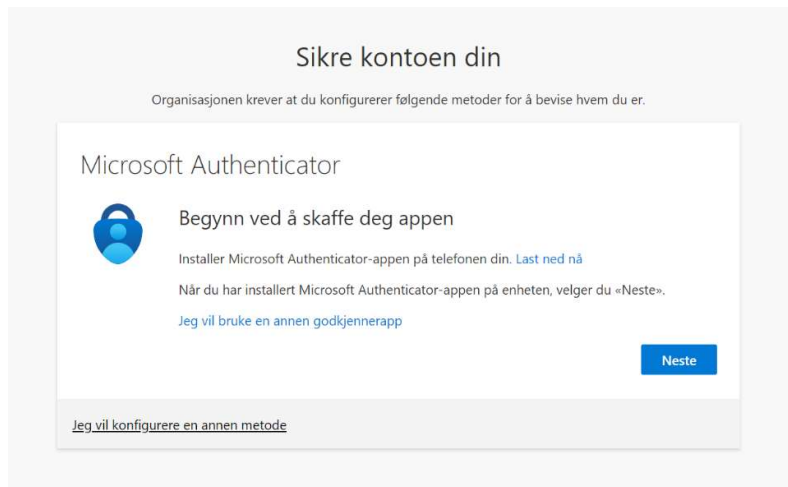 Sikre kontoen din
Organisasjonen krever at du konfigurerer følgende metoder for å bevise hvem du er.
Microsoft Authenticator
Begynn ved å skaffe deg appen
Installer Microsoft Authenticator-appen på telefonen din. Last ned nå
Når du har installert Microsoft Authenticator-appen på enheten, velger du «Neste».
Jeg vil bruke en annen godkjennerapp
Neste
Jeg vil konfigurere en annen metode